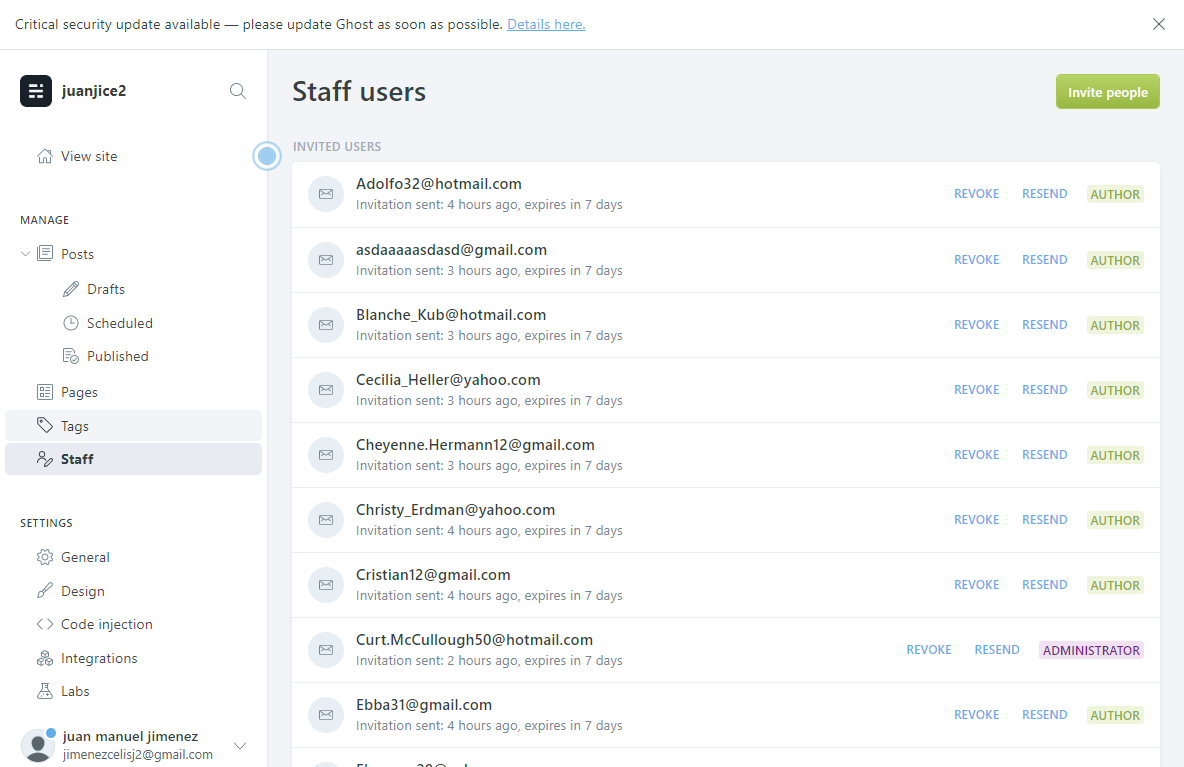 Critical security update available — please update Ghost as soon as possible. Details here.
juanjice2
View site
MANAGE
Posts
Drafts
Scheduled
Published
Pages
Tags
Staff
SETTINGS
General
Design
Code injection
Integrations
Labs
juan manuel jimenez
jimenezcelisj2@gmail.com
Staff users
Invite people
INVITED USERS
Adolfo32@hotmail.com
Invitation sent: 4 hours ago, expires in 7 days
REVOKE RESEND AUTHOR
asdaaaaasdasd@gmail.com
Invitation sent: 3 hours ago, expires in 7 days
REVOKE RESEND AUTHOR
Blanche_Kub@hotmail.com
Invitation sent: 3 hours ago, expires in 7 days
REVOKE RESEND AUTHOR
Cecilia_Heller@yahoo.com
Invitation sent: 3 hours ago, expires in 7 days
REVOKE RESEND AUTHOR
Cheyenne.Hermann12@gmail.com
Invitation sent: 3 hours ago, expires in 7 days
REVOKE RESEND AUTHOR
Christy_Erdman@yahoo.com
Invitation sent: 4 hours ago, expires in 7 days
REVOKE RESEND AUTHOR
Cristian12@gmail.com
Invitation sent: 4 hours ago, expires in 7 days
REVOKE RESEND AUTHOR
Curt.McCullough50@hotmail.com
Invitation sent: 2 hours ago, expires in 7 days
REVOKE RESEND ADMINISTRATOR
Ebba31@gmail.com
Invitation sent: 4 hours ago, expires in 7 days
REVOKE RESEND AUTHOR